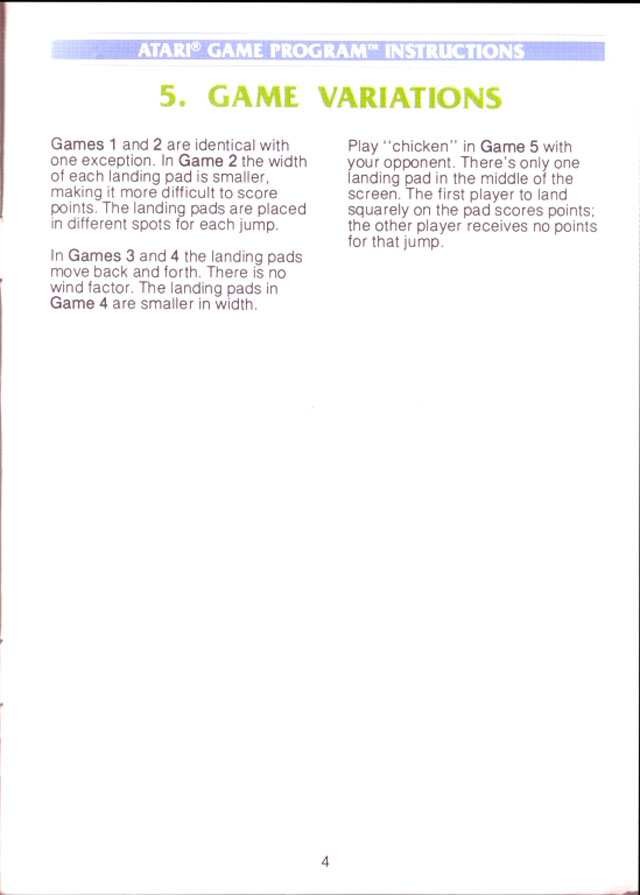 ATARI® GAME PROGRAM™ INSTRUCTIONS
5. GAME VARIATIONS
Games 1 and 2 are identical with
one exception. In Game 2 the width
of each landing pad is smaller,
making it more difficult to score
points. The landing pads are placed
in different spots for each jump.
In Games 3 and 4 the landing pads
move back and forth. There is no
wind factor. The landing pads in
Game 4 are smaller in width.
Play "chicken" in Game 5 with
your opponent. There's only one
landing pad in the middle of the
screen. The first player to land
squarely on the pad scores points;
the other player receives no points
for that jump.
4